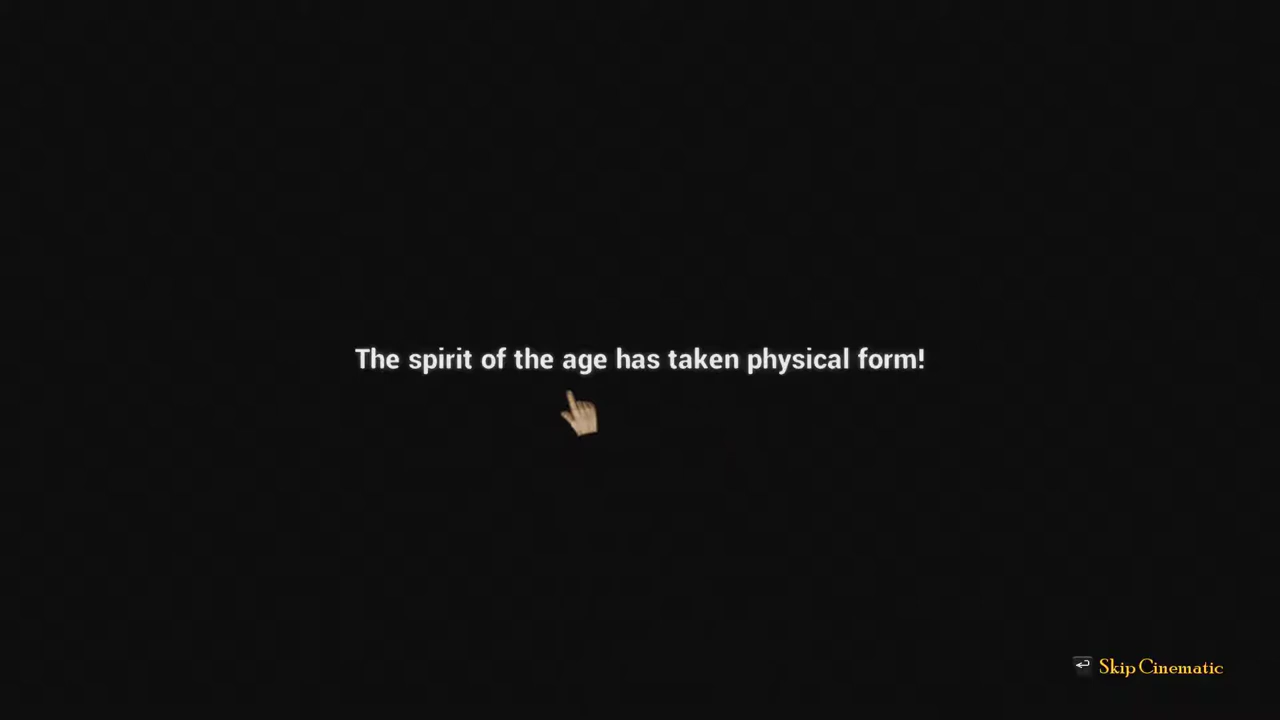 The spirit of the age has taken physical form!
Skip Cinematic